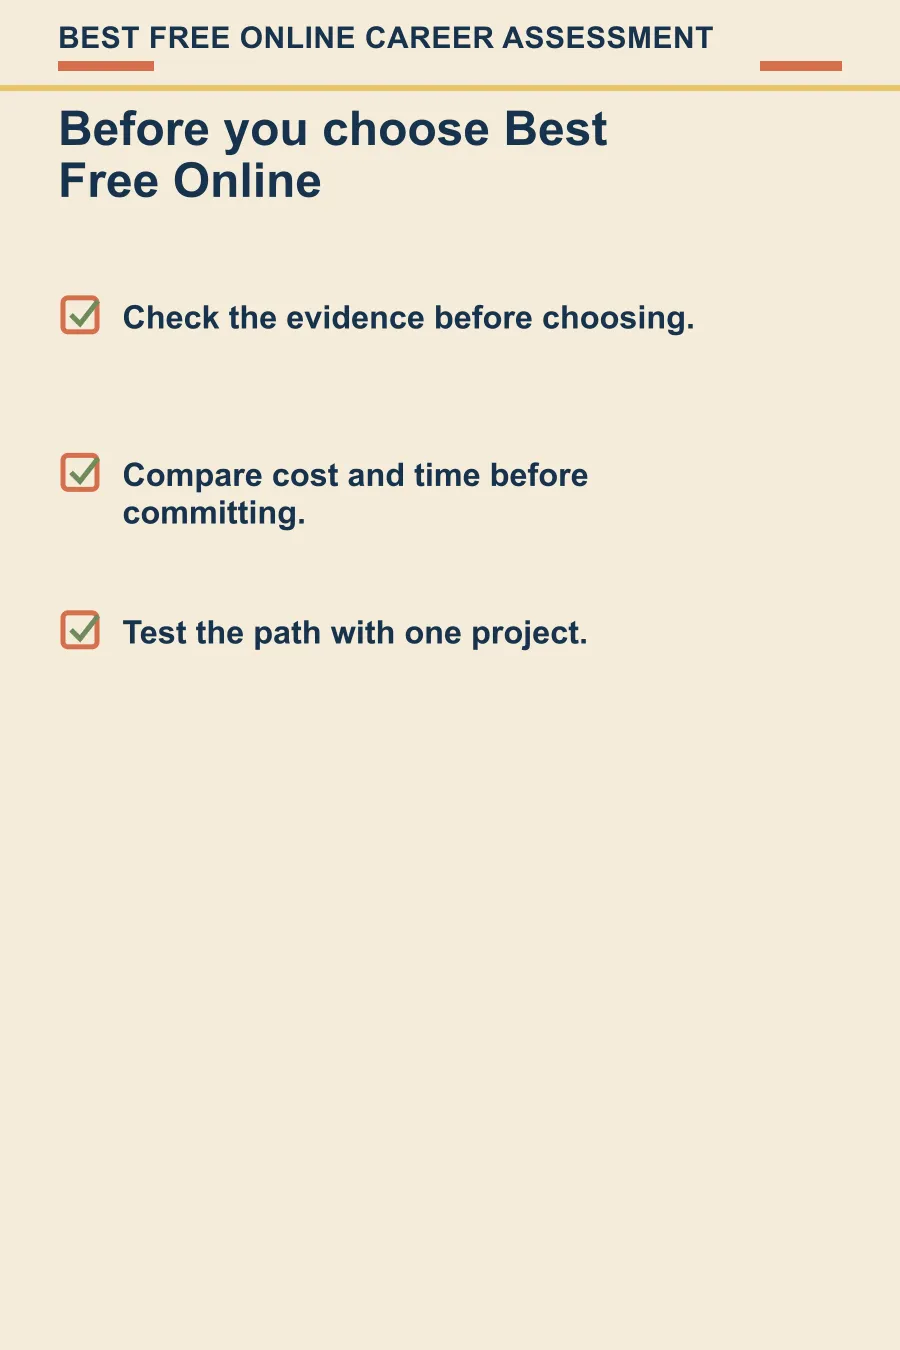 BEST FREE ONLINE CAREER ASSESSMENT
Before you choose Best
Free Online
Check the evidence before choosing.
Compare cost and time before
committing.
Test the path with one project.